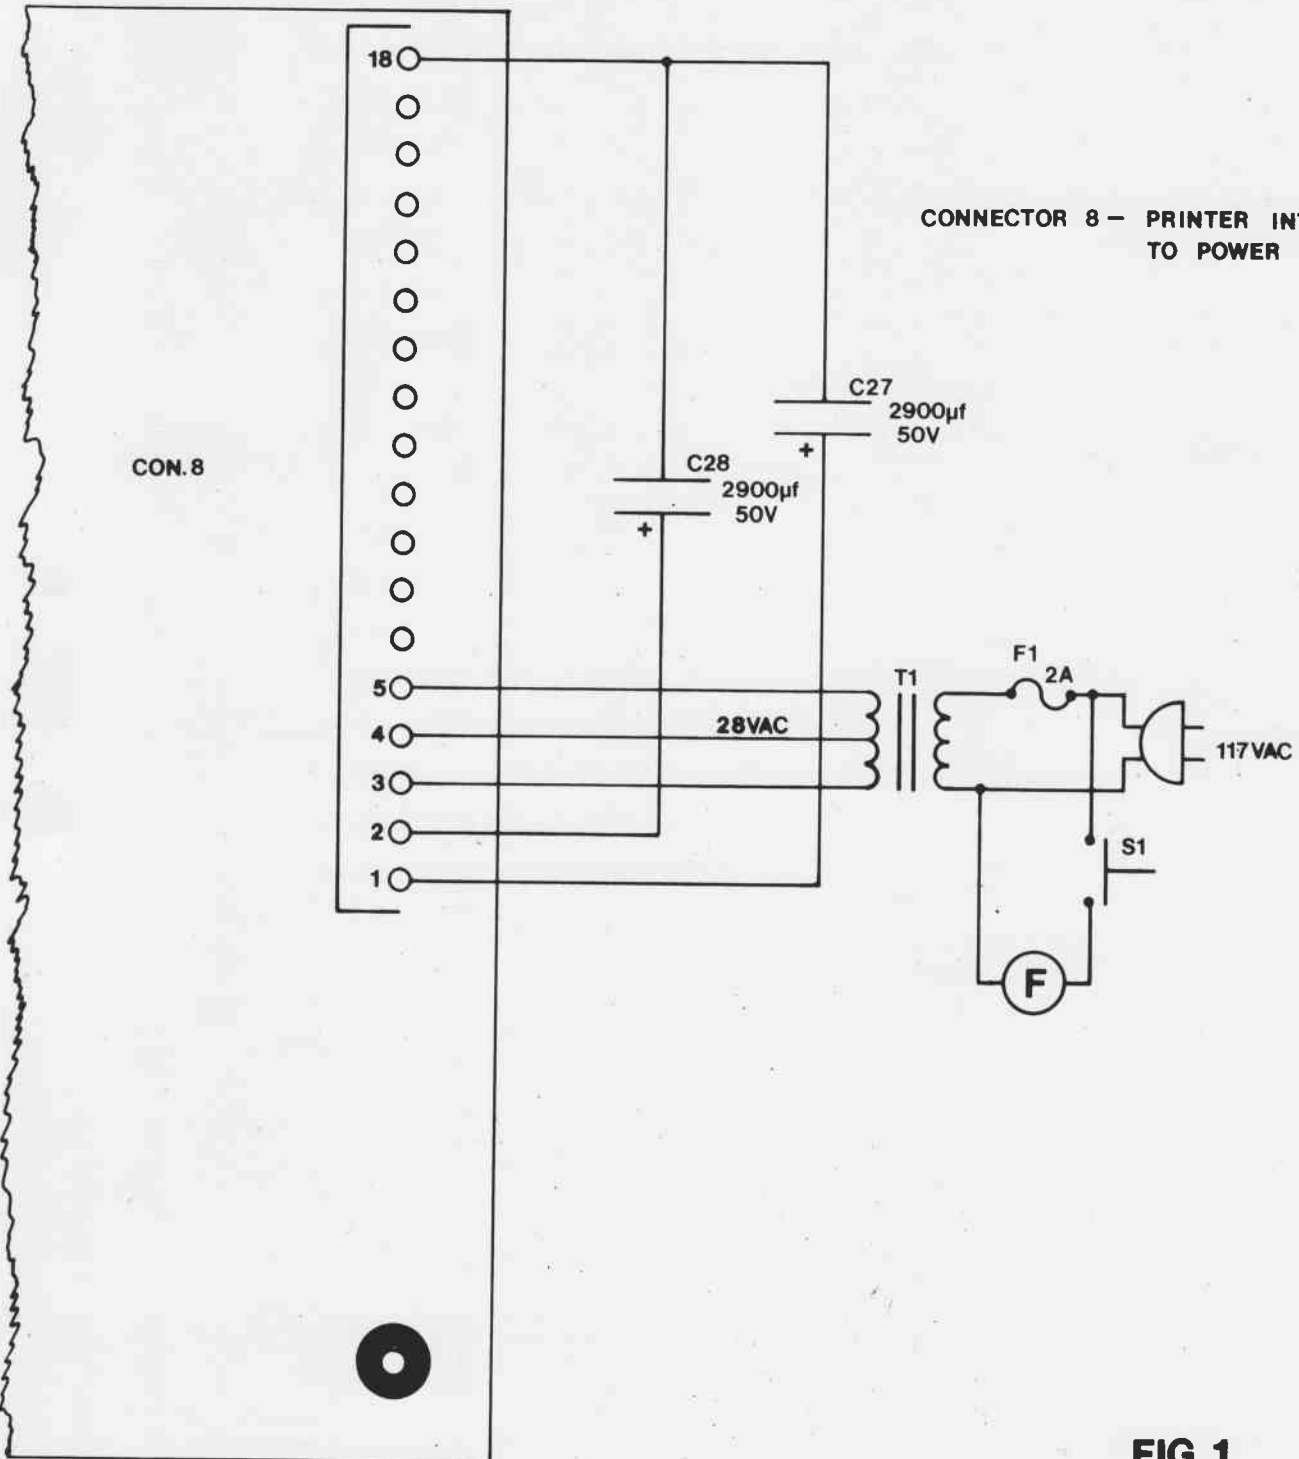 18
CONNECTOR 8 — PRINTER
TO POWER
C27
2900µf
50V
+
CON. 8
C28
2900µf
50V
+
F1
2A
T1
5
28VAC
4
117VAC
3
2
S1
1
F
FIG 1